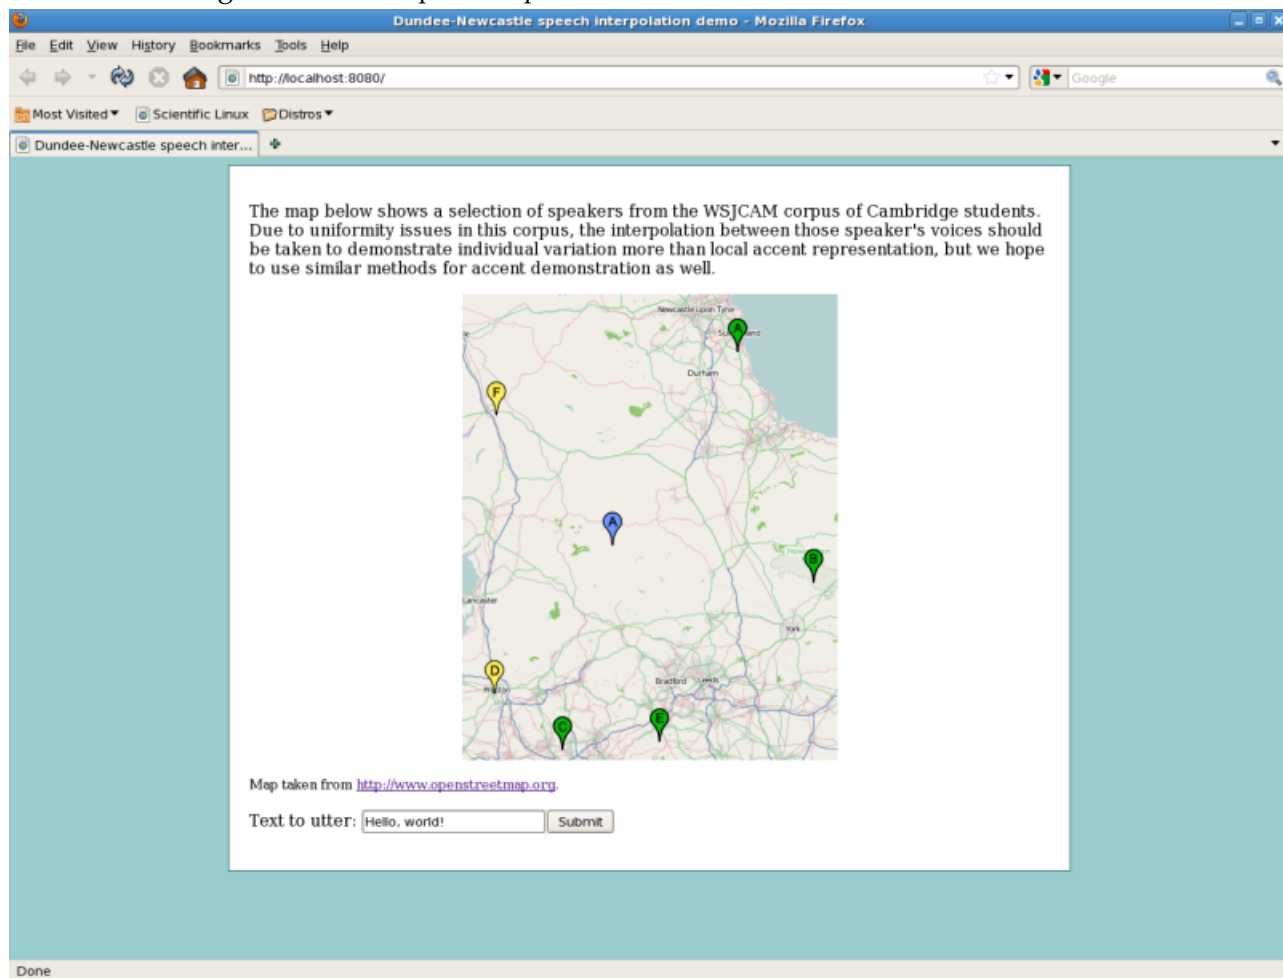 Dundee-Newcastle speech interpolation demo - Mozilla Firefox
File Edit View History Bookmarks Tools Help
http://localhost:8080/ Google
Most Visited Scientific Linux Distros
Dundee-Newcastle speech inter...
The map below shows a selection of speakers from the WSJCAM corpus of Cambridge students.
Due to uniformity issues in this corpus, the interpolation between those speaker's voices should
be taken to demonstrate individual variation more than local accent representation, but we hope
to use similar methods for accent demonstration as well.
Newcastle Upon Tyne
A
Durham
F
A
B
Lancaster
York
D
Preston
Bradford Leeds
C
E
Map taken from http://www.openstreetmap.org.
Text to utter: Hello, world! Submit
Done